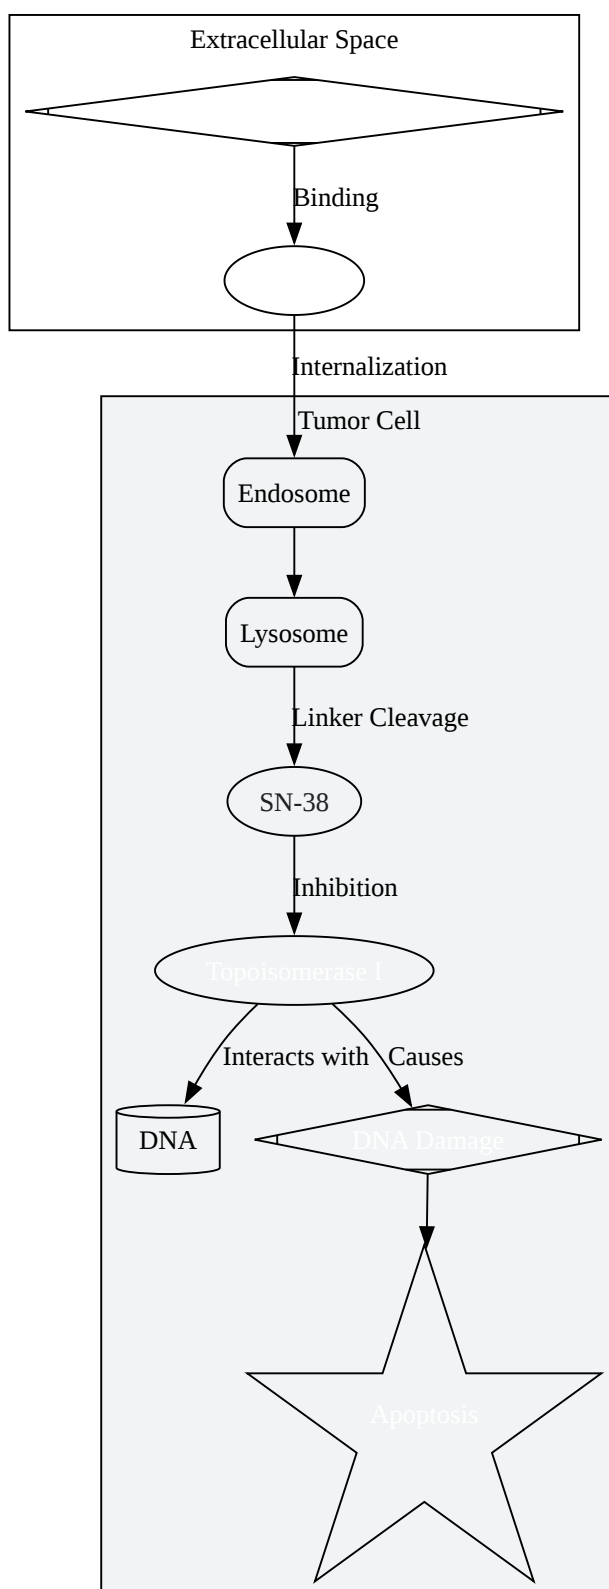 Extracellular Space
Binding
Internalization
Tumor Cell
Endosome
Lysosome
Linker Cleavage
SN-38
Inhibition
Topoisomerase I
Interacts with
Causes
DNA
DNA Damage
Apoptosis